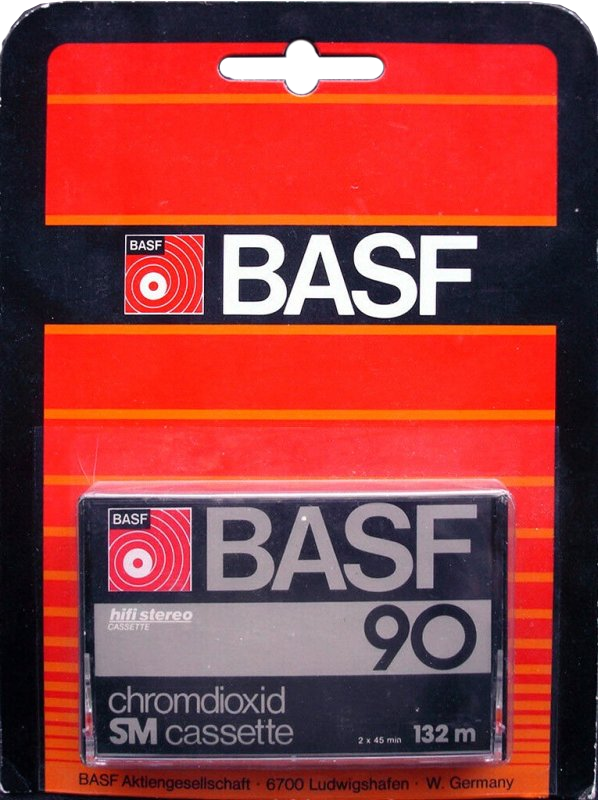 BASF
BASF
BASF
BASF
hifi stereo
CASSETTE
90
chromdioxid
SM cassette
2 x 45 min 132 m
BASF Aktiengesellschaft · 6700 Ludwigshafen · W. Germany